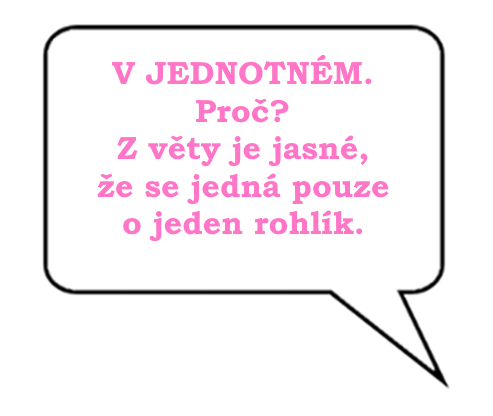 V JEDNOTNÉM.
Proč?
Z věty je jasné,
že se jedná pouze
o jeden rohlík.